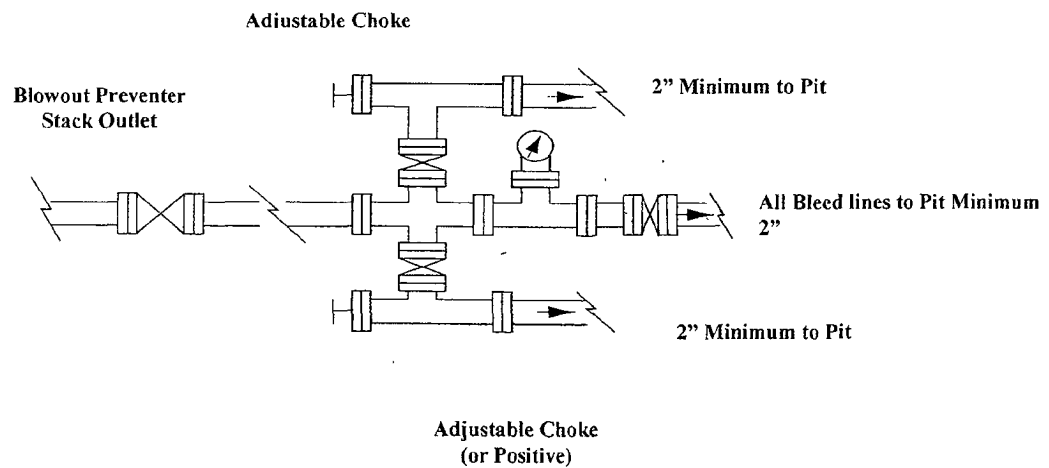 Adiustable Choke
2" Minimum to Pit
Blowout Preventer
Stack Outlet
All Bleed lines to Pit Minimum
2"
2" Minimum to Pit
Adjustable Choke
(or Positive)